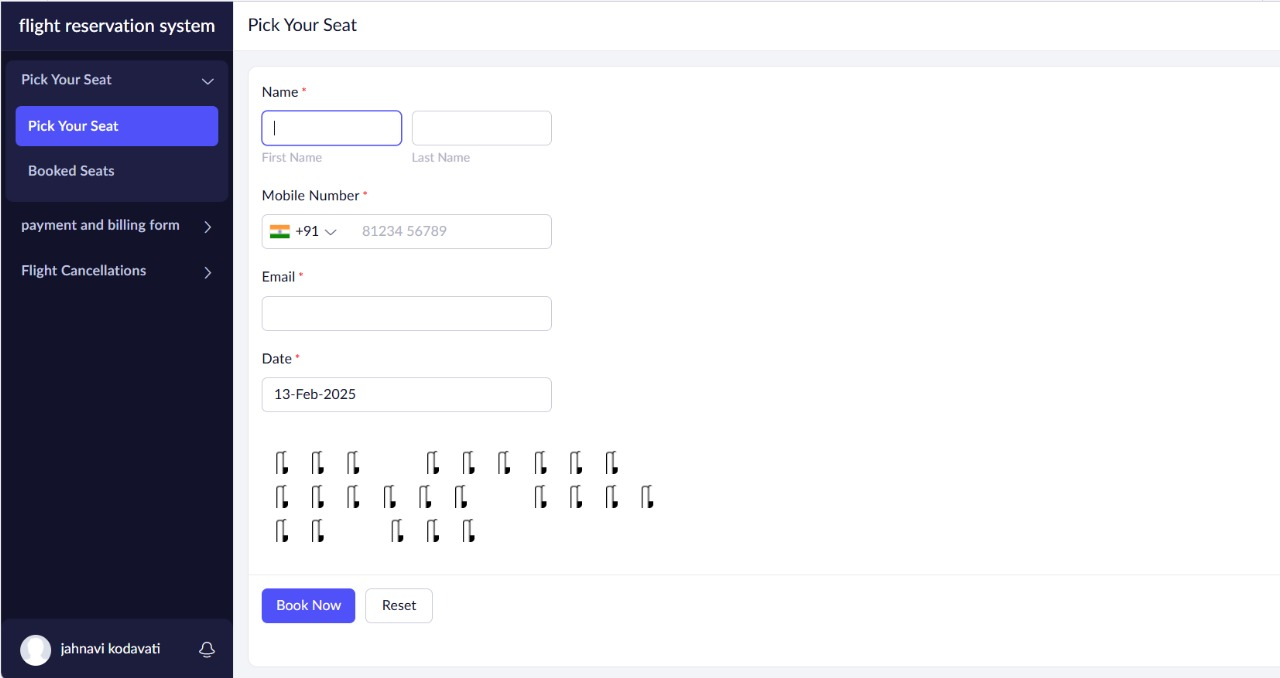 flight reservation system
Pick Your Seat
Pick Your Seat
Pick Your Seat
Booked Seats
payment and billing form
Flight Cancellations
jahnavi kodavati
Name *
First Name Last Name
Mobile Number *
+91 81234 56789
Email *
Date *
13-Feb-2025
Book Now Reset